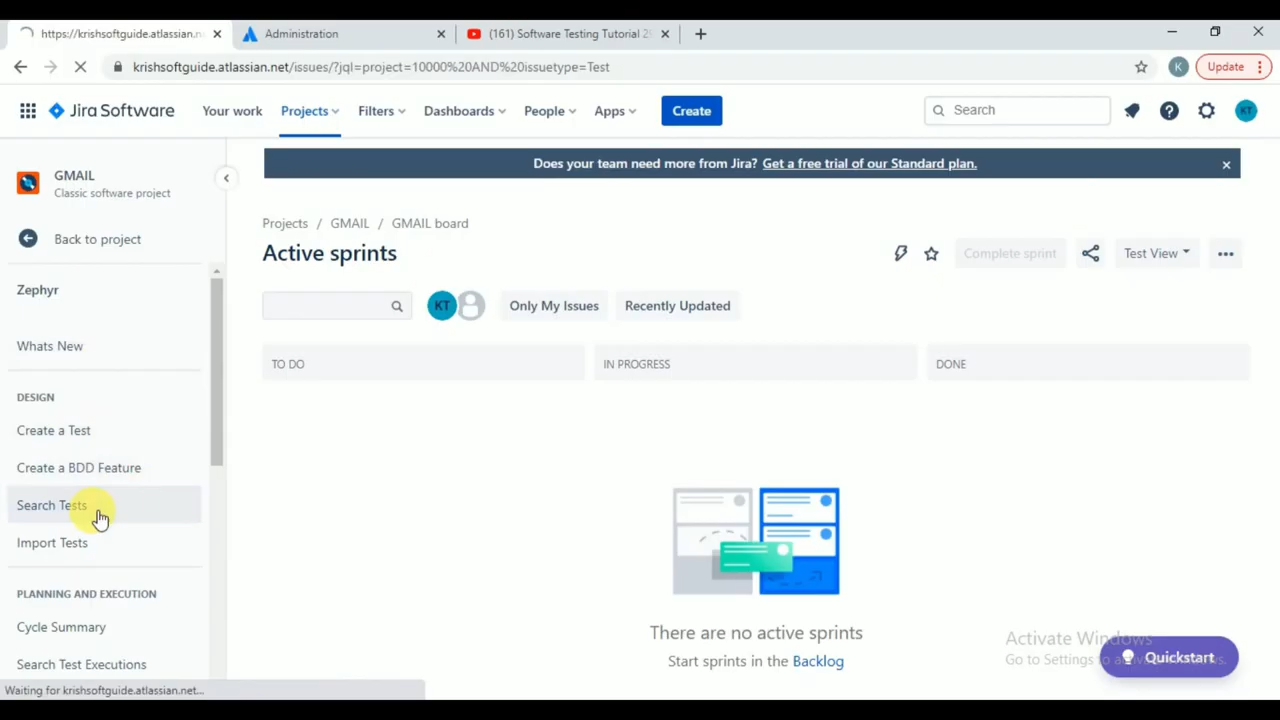 https://krishsoftguide.atlassian.n
Administration
(161) Software Testing Tutorial 2
krishsoftguide.atlassian.net/issues/?jql=project=10000%20AND%20issuetype=Test
K
Update
Jira Software
Your work
Projects
Filters
Dashboards
People
Apps
Create
Search
KT
GMAIL
Classic software project
Does your team need more from Jira? Get a free trial of our Standard plan.
Back to project
Projects / GMAIL / GMAIL board
Active sprints
Complete sprint
Test View
Zephyr
KT
Only My Issues
Recently Updated
Whats New
TO DO
IN PROGRESS
DONE
DESIGN
Create a Test
Create a BDD Feature
Search Tests
Import Tests
PLANNING AND EXECUTION
Cycle Summary
Search Test Executions
There are no active sprints
Start sprints in the Backlog
Activate Windows
Go to Settings to
Quickstart
Waiting for krishsoftguide.atlassian.net...